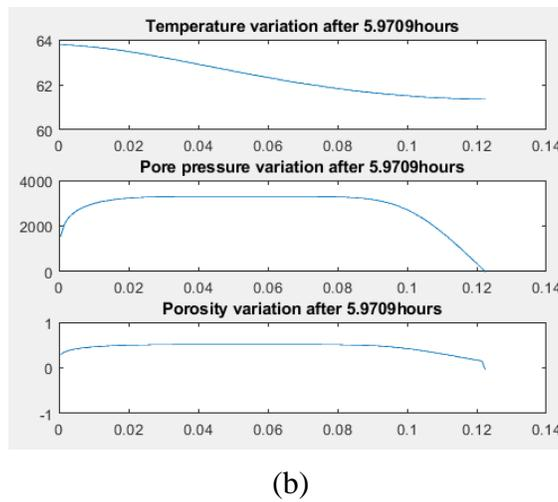 Temperature variation after 5.9709hours
64
62
60
0 0.02 0.04 0.06 0.08 0.1 0.12 0.14
Pore pressure variation after 5.9709hours
4000
2000
0
0 0.02 0.04 0.06 0.08 0.1 0.12 0.14
Porosity variation after 5.9709hours
1
0
-1
0 0.02 0.04 0.06 0.08 0.1 0.12 0.14
(b)